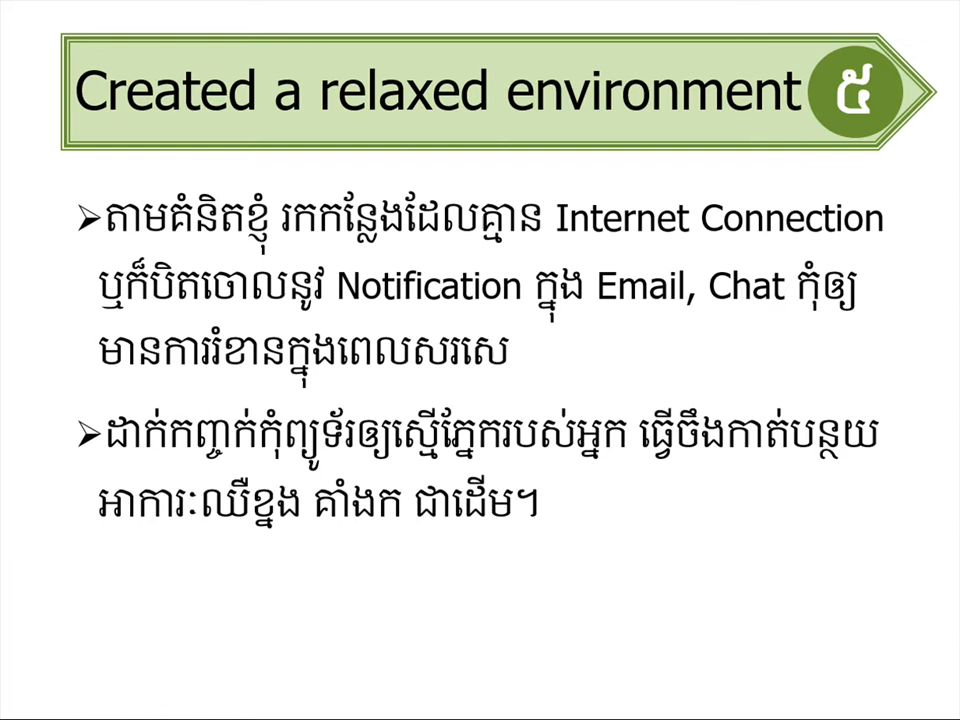 Created a relaxed environment ៥
➢តាមគំនិតខ្ញុំ រកកន្លែងដែលគ្មាន Internet Connection
ឬក៏បិតចោលនូវ Notification ក្នុង Email, Chat កុំឲ្យ
មានការរំខានក្នុងពេលសរសេ
➢ដាក់កញ្ចក់កុំព្យូទ័រឲ្យស្មើភ្នែករបស់អ្នក ធ្វើចឹងកាត់បន្ថយ
អាការៈឈឺខ្នង គាំងក ជាដើម។